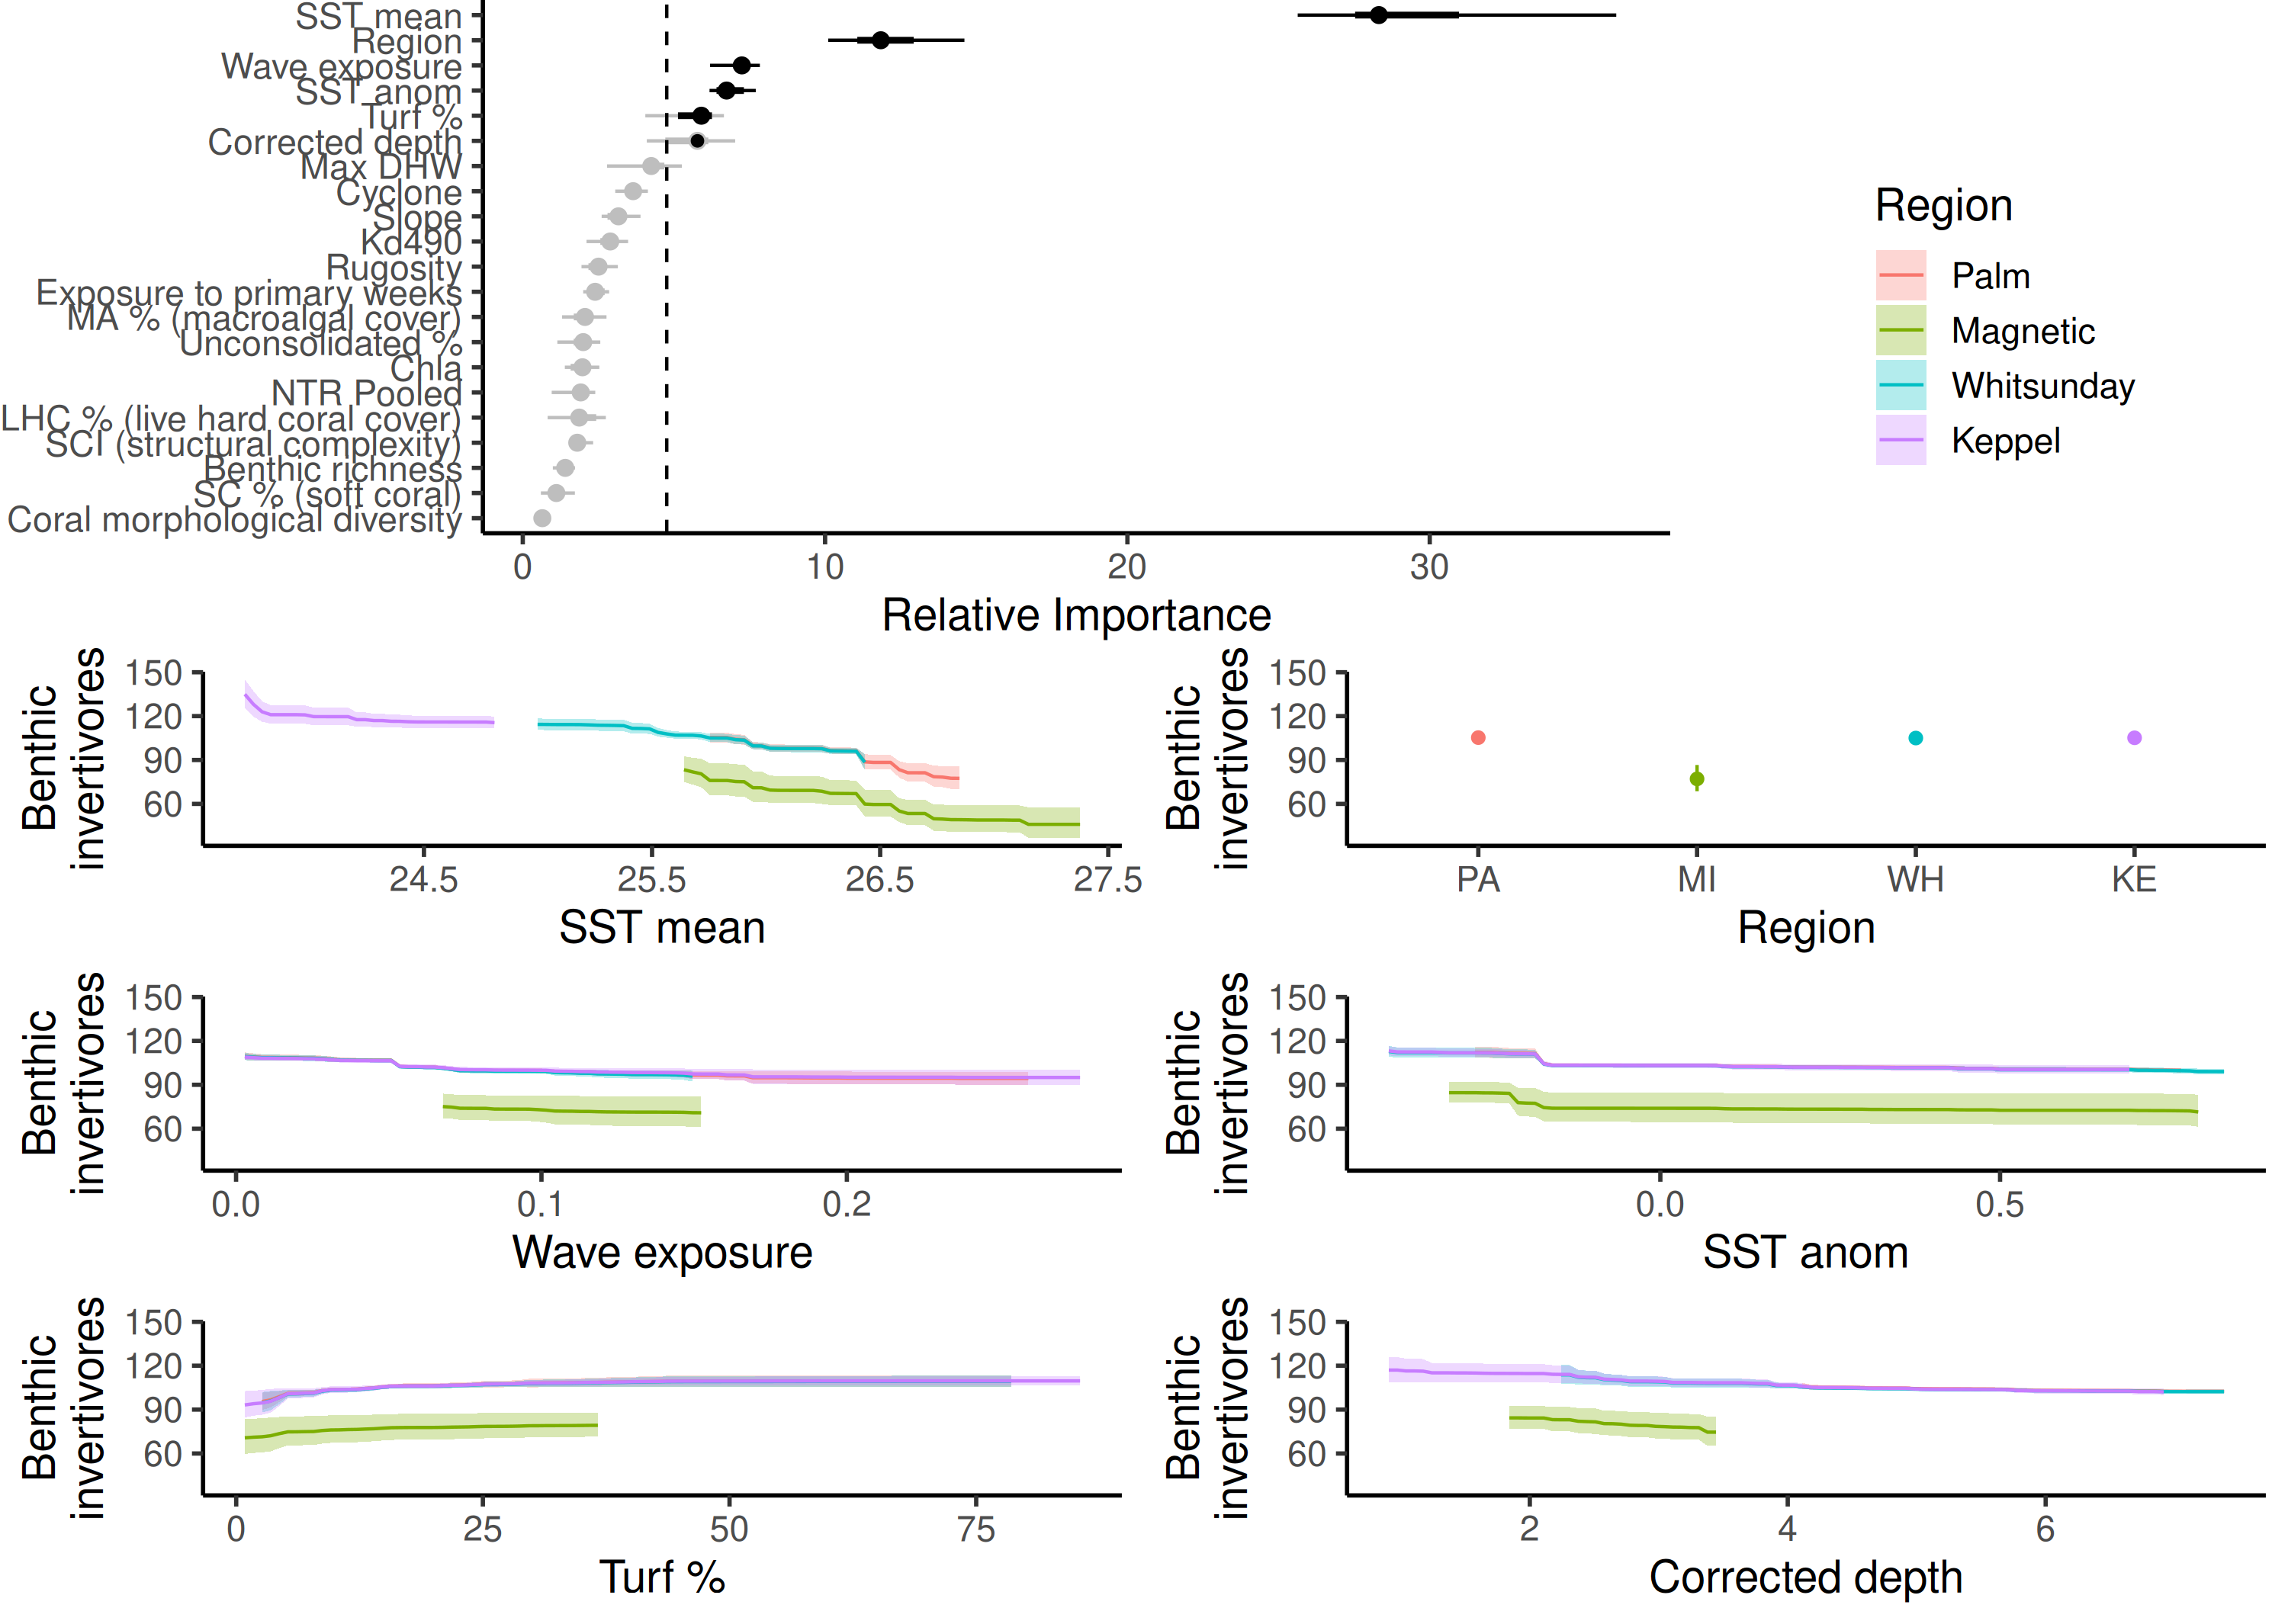 SST mean
Region
Wave exposure
SST anom
Turf %
Corrected depth
Max DHW
Cyclone
Slope
Kd490
Rugosity
Exposure to primary weeks
MA % (macroalgal cover)
Unconsolidated %
Chla
NTR Pooled
LHC % (live hard coral cover)
SCI (structural complexity)
Benthic richness
SC % (soft coral)
Coral morphological diversity
0 10 20 30
Relative Importance
Region
Palm
Magnetic
Whitsunday
Keppel
Benthic
invertivores
150
120
90
60
24.5 25.5 26.5 27.5
SST mean
Benthic
invertivores
150
120
90
60
PA MI WH KE
Region
Benthic
invertivores
150
120
90
60
0.0 0.1 0.2
Wave exposure
Benthic
invertivores
150
120
90
60
0.0 0.5
SST anom
Benthic
invertivores
150
120
90
60
0 25 50 75
Turf %
Benthic
invertivores
150
120
90
60
2 4 6
Corrected depth